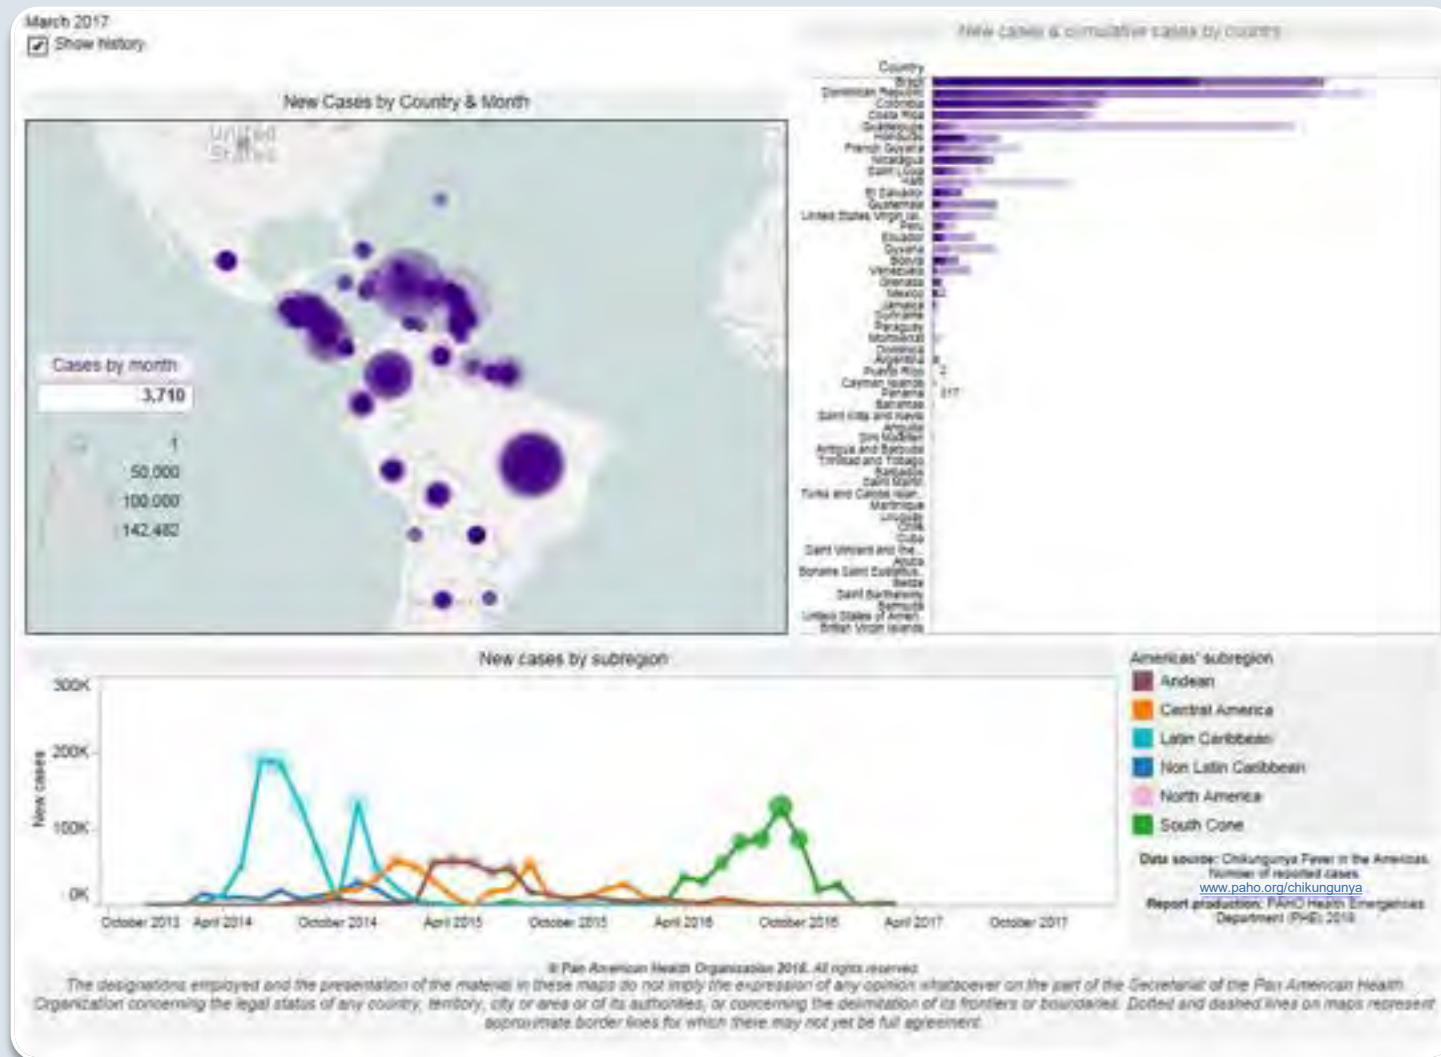 March 2017
Show history
New cases & cumulative cases by country
Country
New Cases by Country & Month
United
States
Cases by month
3,710
1
50,000
100,000
142,482
Brazil
Dominican Republic
Colombia
Costa Rica
Guadeloupe
Honduras
French Guyana
Nicaragua
Saint Lucia
Haiti
El Salvador
Guatemala
United States Virgin Isl..
Peru
Ecuador
Guyana
Bolivia
Venezuela
Grenada
Mexico
Jamaica
Suriname
Paraguay
Montserrat
Dominica
Argentina
Puerto Rico
2
Cayman Islands
Panama
317
Bahamas
Saint Kitts and Nevis
Anguilla
Antigua and Barbuda
Trinidad and Tobago
Barbados
Saint Martin
Turks and Caicos Islan..
Martinique
Uruguay
Chile
Cuba
Saint Vincent and the..
Aruba
Bonaire Saint Eustatius..
Belize
Saint Barthelemy
Bermuda
United States of Ameri..
British Virgin Islands
New cases by subregion
300K
200K
100K
0K
New cases
October 2013
April 2014
October 2014
April 2015
October 2015
April 2016
October 2016
April 2017
October 2017
Americas' subregion
Andean
Central America
Latin Caribbean
Non Latin Caribbean
North America
South Cone
Data source: Chikungunya Fever in the Americas.
Number of reported cases.
www.paho.org/chikungunya
Report production: PAHO Health Emergencies
Department (PHE) 2018
© Pan American Health Organization 2018. All rights reserved.
The designations employed and the presentation of the material in these maps do not imply the expression of any opinion whatsoever on the part of the Secretariat of the Pan American Health
Organization concerning the legal status of any country, territory, city or area or of its authorities, or concerning the delimitation of its frontiers or boundaries. Dotted and dashed lines on maps represent
approximate border lines for which there may not yet be full agreement.